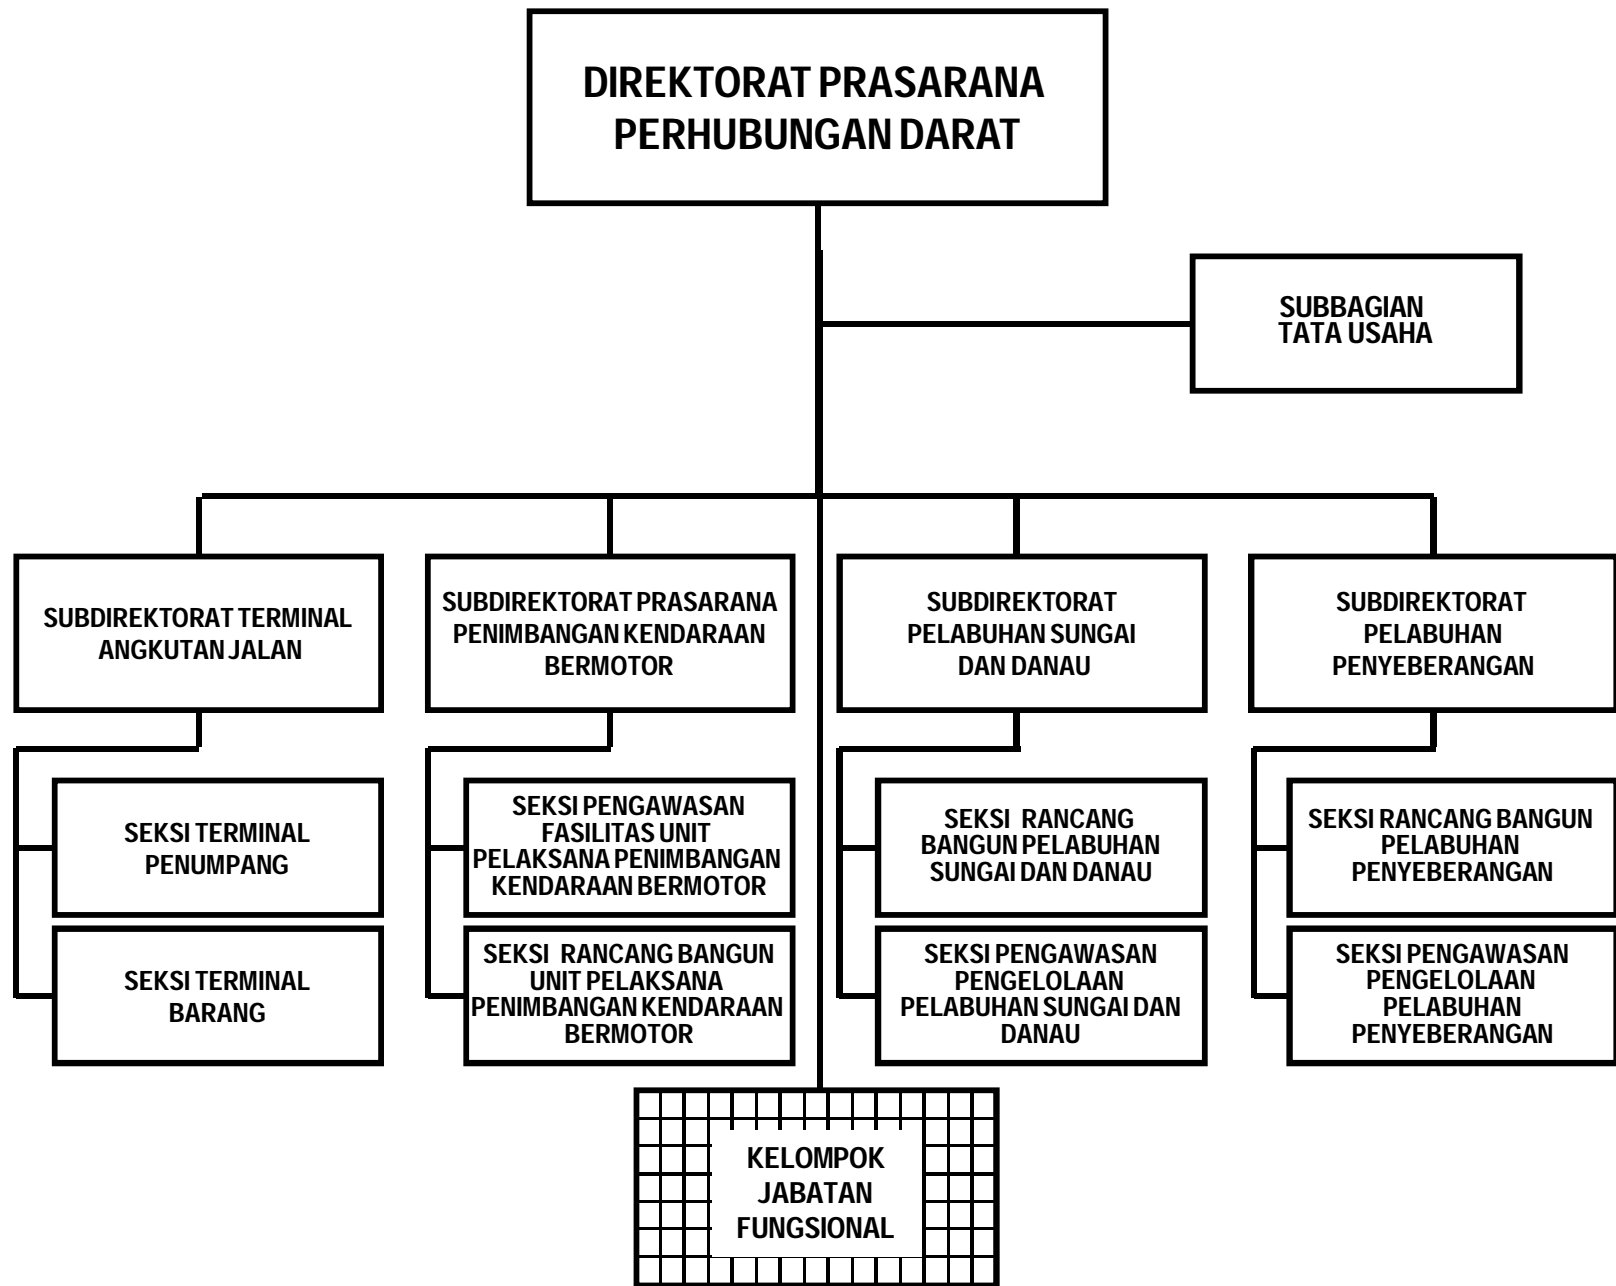 DIREKTORAT PRASARANA
PERHUBUNGAN DARAT
SUBBAGIAN
TATA USAHA
SUBDIREKTORAT TERMINAL
ANGKUTAN JALAN
SUBDIREKTORAT PRASARANA
PENIMBANGAN KENDARAAN
BERMOTOR
SUBDIREKTORAT
PELABUHAN SUNGAI
DAN DANAU
SUBDIREKTORAT
PELABUHAN
PENYEBERANGAN
SEKSI TERMINAL
PENUMPANG
SEKSI PENGAWASAN
FASILITAS UNIT
PELAKSANA PENIMBANGAN
KENDARAAN BERMOTOR
SEKSI RANCANG
BANGUN PELABUHAN
SUNGAI DAN DANAU
SEKSI RANCANG BANGUN
PELABUHAN
PENYEBERANGAN
SEKSI TERMINAL
BARANG
SEKSI RANCANG BANGUN
UNIT PELAKSANA
PENIMBANGAN KENDARAAN
BERMOTOR
SEKSI PENGAWASAN
PENGELOLAAN
PELABUHAN SUNGAI DAN
DANAU
SEKSI PENGAWASAN
PENGELOLAAN
PELABUHAN
PENYEBERANGAN
KELOMPOK
JABATAN
FUNGSIONAL